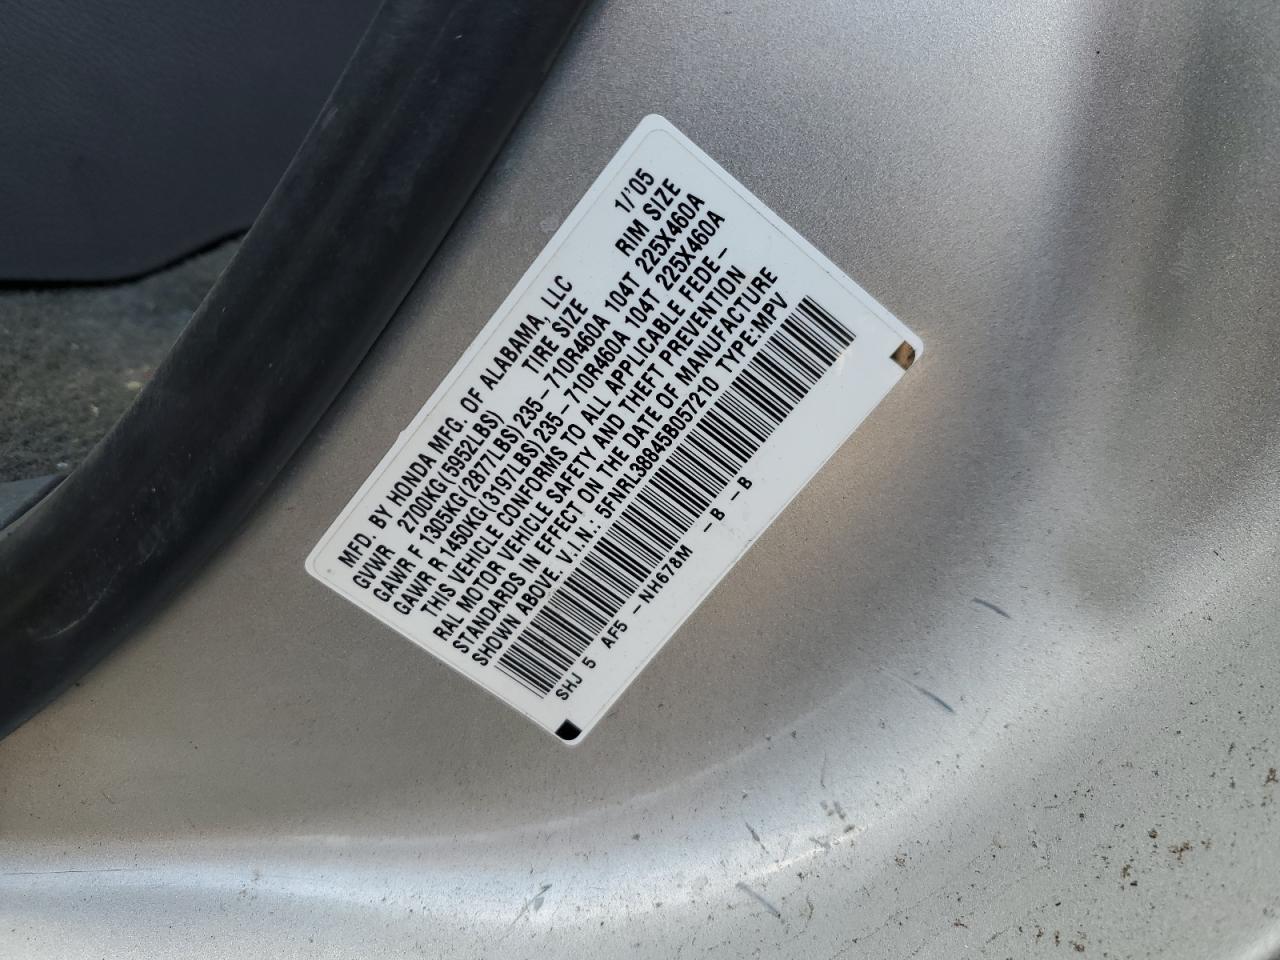 MFD. BY HONDA MFG. OF ALABAMA, LLC 1/'05
GVWR 2700KG(5952LBS) TIRE SIZE RIM SIZE
GAWR F 1305KG(2877LBS)235-710R460A 104T 225X460A
GAWR R 1450KG(3197LBS)235-710R460A 104T 225X460A
THIS VEHICLE CONFORMS TO ALL APPLICABLE FEDE-
RAL MOTOR VEHICLE SAFETY AND THEFT PREVENTION
STANDARDS IN EFFECT ON THE DATE OF MANUFACTURE
SHOWN ABOVE. V.I.N.: 5FNRL38845B057210 TYPE:MPV
SHJ 5 AF5 -NH678M -B -B